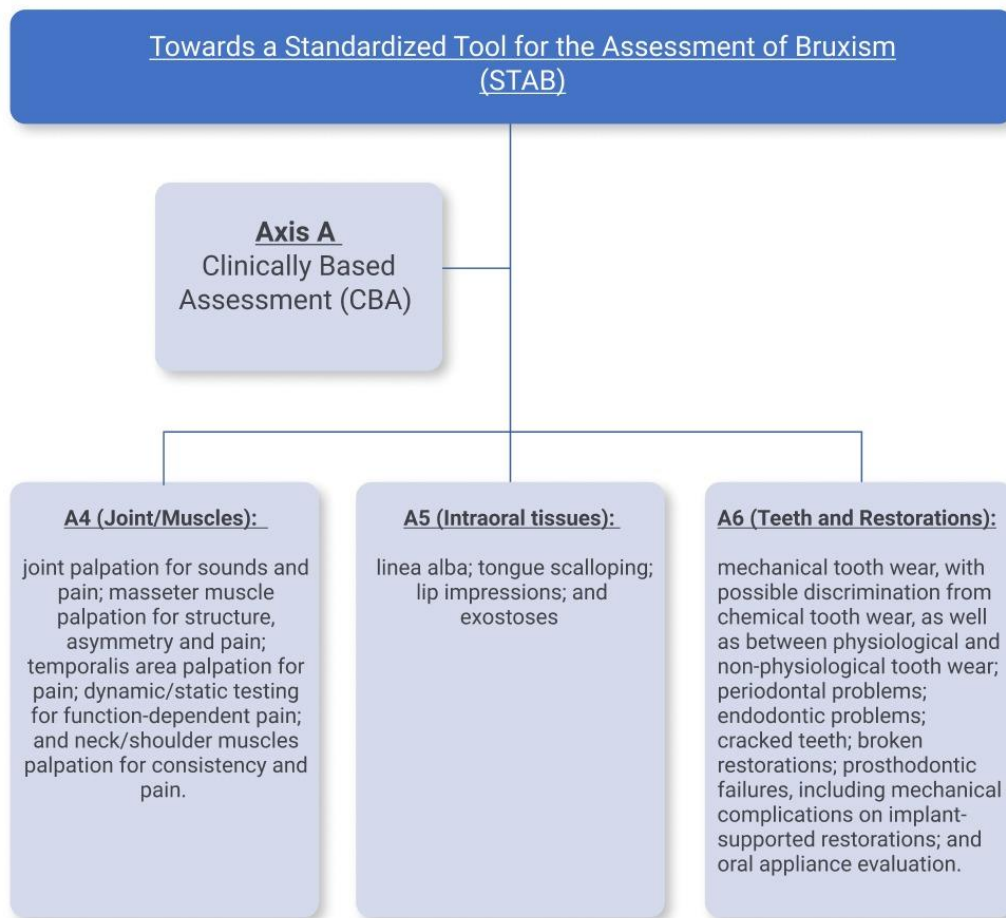 Towards a Standardized Tool for the Assessment of Bruxism
(STAB)
Axis A
Clinically Based
Assessment (CBA)
A4 (Joint/Muscles):
joint palpation for sounds and
pain; masseter muscle
palpation for structure,
asymmetry and pain;
temporalis area palpation for
pain; dynamic/static testing
for function-dependent pain;
and neck/shoulder muscles
palpation for consistency and
pain.
A5 (Intraoral tissues):
linea alba; tongue scalloping;
lip impressions; and
exostoses
A6 (Teeth and Restorations):
mechanical tooth wear, with
possible discrimination from
chemical tooth wear, as well
as between physiological and
non-physiological tooth wear;
periodontal problems;
endodontic problems;
cracked teeth; broken
restorations; prosthodontic
failures, including mechanical
complications on implant-
supported restorations; and
oral appliance evaluation.